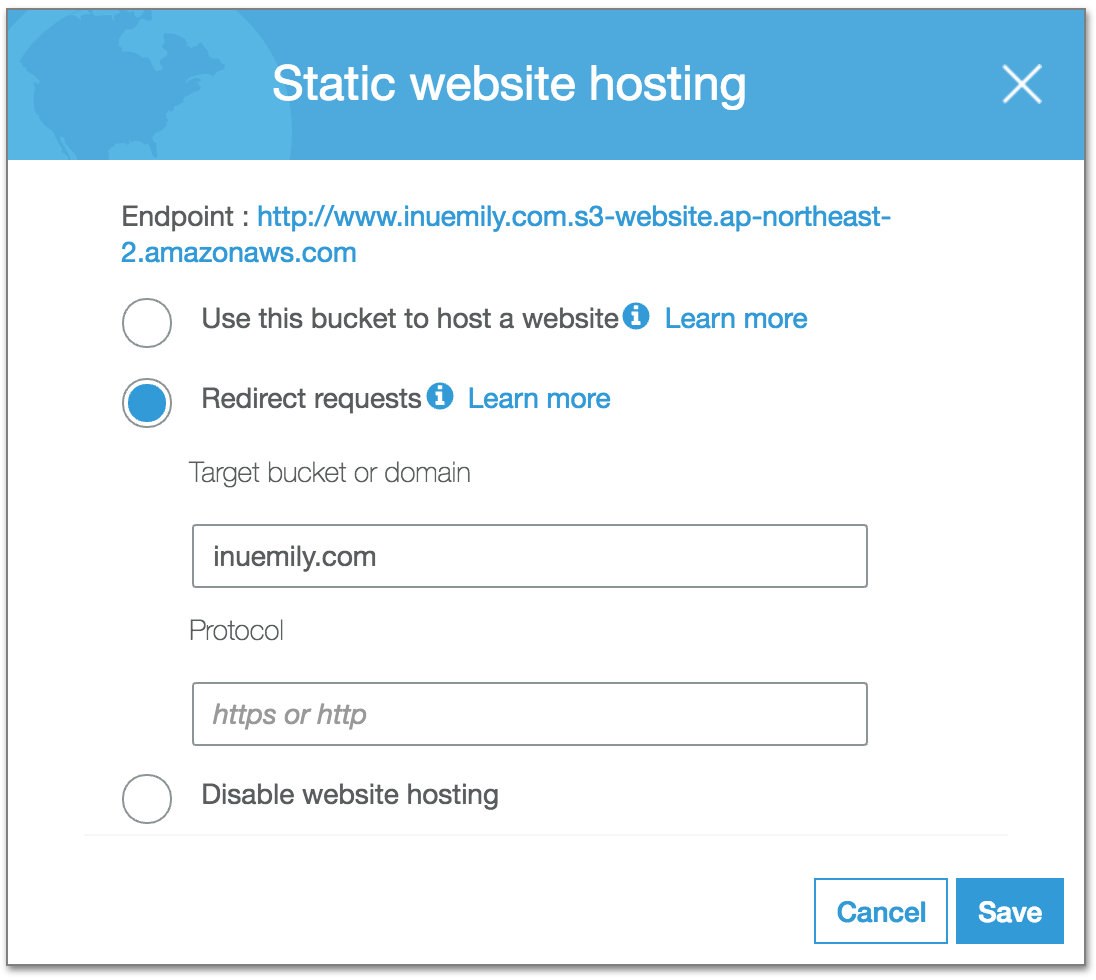 Static website hosting
Endpoint : http://www.inuemily.com.s3-website.ap-northeast-
2.amazonaws.com
Use this bucket to host a website Learn more
Redirect requests Learn more
Target bucket or domain
inuemily.com
Protocol
https or http
Disable website hosting
Cancel Save